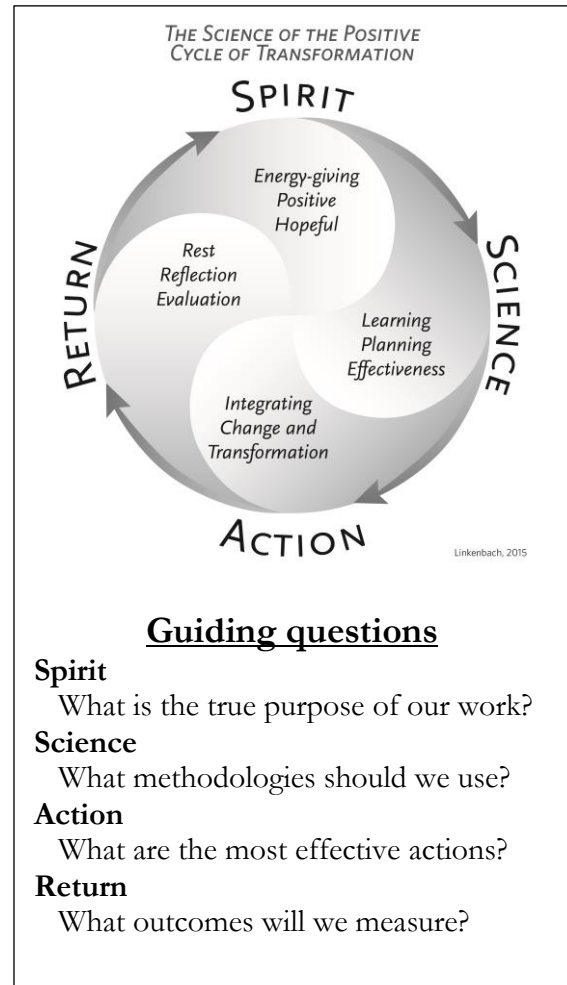 THE SCIENCE OF THE POSITIVE
CYCLE OF TRANSFORMATION
SPIRIT
Energy-giving
Positive
Hopeful
SCIENCE
Learning
Planning
Effectiveness
ACTION
Integrating
Change and
Transformation
RETURN
Rest
Reflection
Evaluation
Linkenbach, 2015
Guiding questions
Spirit
What is the true purpose of our work?
Science
What methodologies should we use?
Action
What are the most effective actions?
Return
What outcomes will we measure?